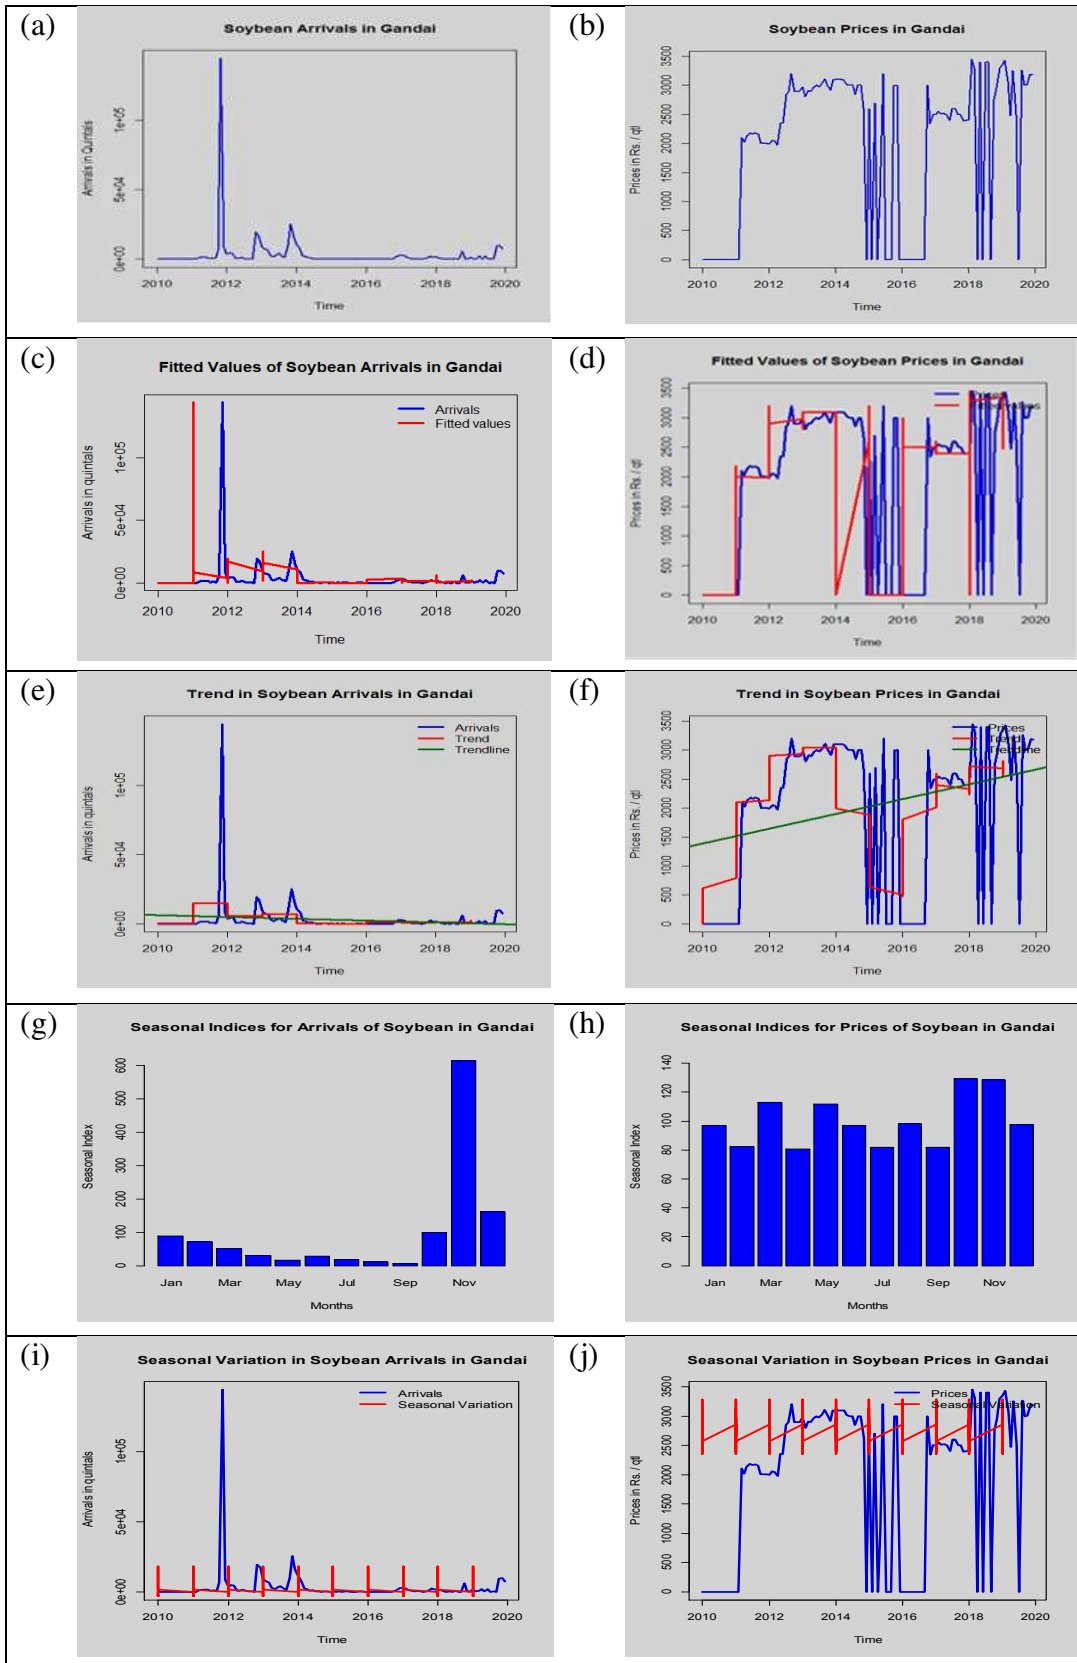 (a)
Soybean Arrivals in Gandai
Arrivals in Quintals
0e+00 5e+04 1e+05
2010 2012 2014 2016 2018 2020
Time
(b)
Soybean Prices in Gandai
Prices in Rs. / qtl
0 500 1000 1500 2000 2500 3000 3500
2010 2012 2014 2016 2018 2020
Time
(c)
Fitted Values of Soybean Arrivals in Gandai
Arrivals
Fitted values
Arrivals in quintals
0e+00 5e+04 1e+05
2010 2012 2014 2016 2018 2020
Time
(d)
Fitted Values of Soybean Prices in Gandai
Prices
Fitted values
Prices in Rs. / qtl
0 500 1000 1500 2000 2500 3000 3500
2010 2012 2014 2016 2018 2020
Time
(e)
Trend in Soybean Arrivals in Gandai
Arrivals
Trend
Trendline
Arrivals in quintals
0e+00 5e+04 1e+05
2010 2012 2014 2016 2018 2020
Time
(f)
Trend in Soybean Prices in Gandai
Prices
Trend
Trendline
Prices in Rs. / qtl
0 500 1000 1500 2000 2500 3000 3500
2010 2012 2014 2016 2018 2020
Time
(g)
Seasonal Indices for Arrivals of Soybean in Gandai
Seasonal Index
0 100 200 300 400 500 600
Jan Mar May Jul Sep Nov
Months
(h)
Seasonal Indices for Prices of Soybean in Gandai
Seasonal Index
0 20 40 60 80 100 120 140
Jan Mar May Jul Sep Nov
Months
(i)
Seasonal Variation in Soybean Arrivals in Gandai
Arrivals
Seasonal Variation
Arrivals in quintals
0e+00 5e+04 1e+05
2010 2012 2014 2016 2018 2020
Time
(j)
Seasonal Variation in Soybean Prices in Gandai
Prices
Seasonal Variation
Prices in Rs. / qtl
0 500 1000 1500 2000 2500 3000 3500
2010 2012 2014 2016 2018 2020
Time